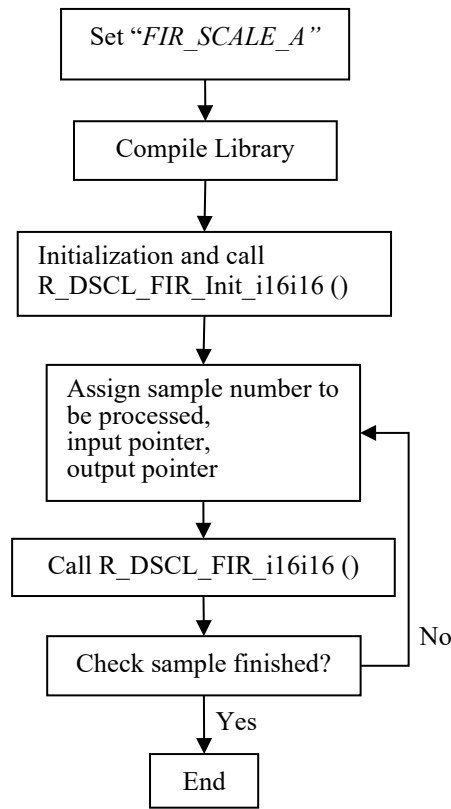 Set “FIR_SCALE_A”
Compile Library
Initialization and call
R_DSCL_FIR_Init_i16i16 ()
Assign sample number to
be processed,
input pointer,
output pointer
Call R_DSCL_FIR_i16i16 ()
Check sample finished?
No
Yes
End